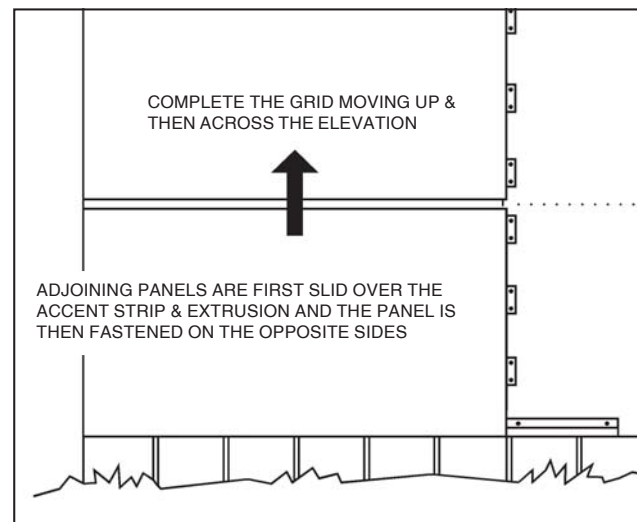 COMPLETE THE GRID MOVING UP &
THEN ACROSS THE ELEVATION
ADJOINING PANELS ARE FIRST SLID OVER THE
ACCENT STRIP & EXTRUSION AND THE PANEL IS
THEN FASTENED ON THE OPPOSITE SIDES